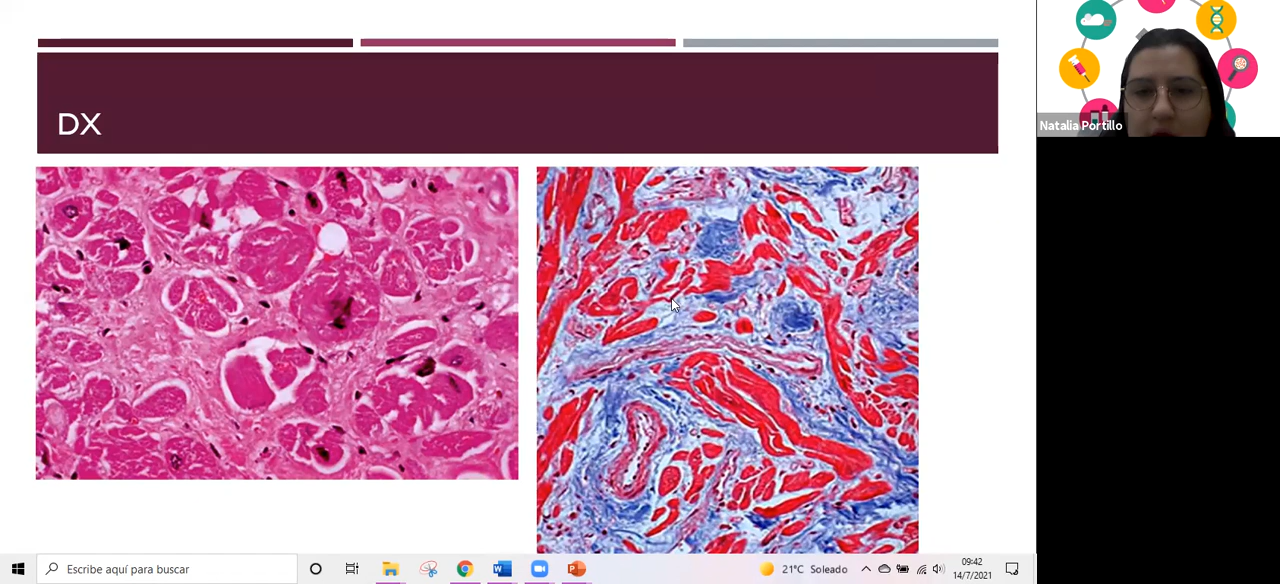 DX
Natalia Portillo
Escribe aquí para buscar
21°C Soleado
09:42
14/7/2021